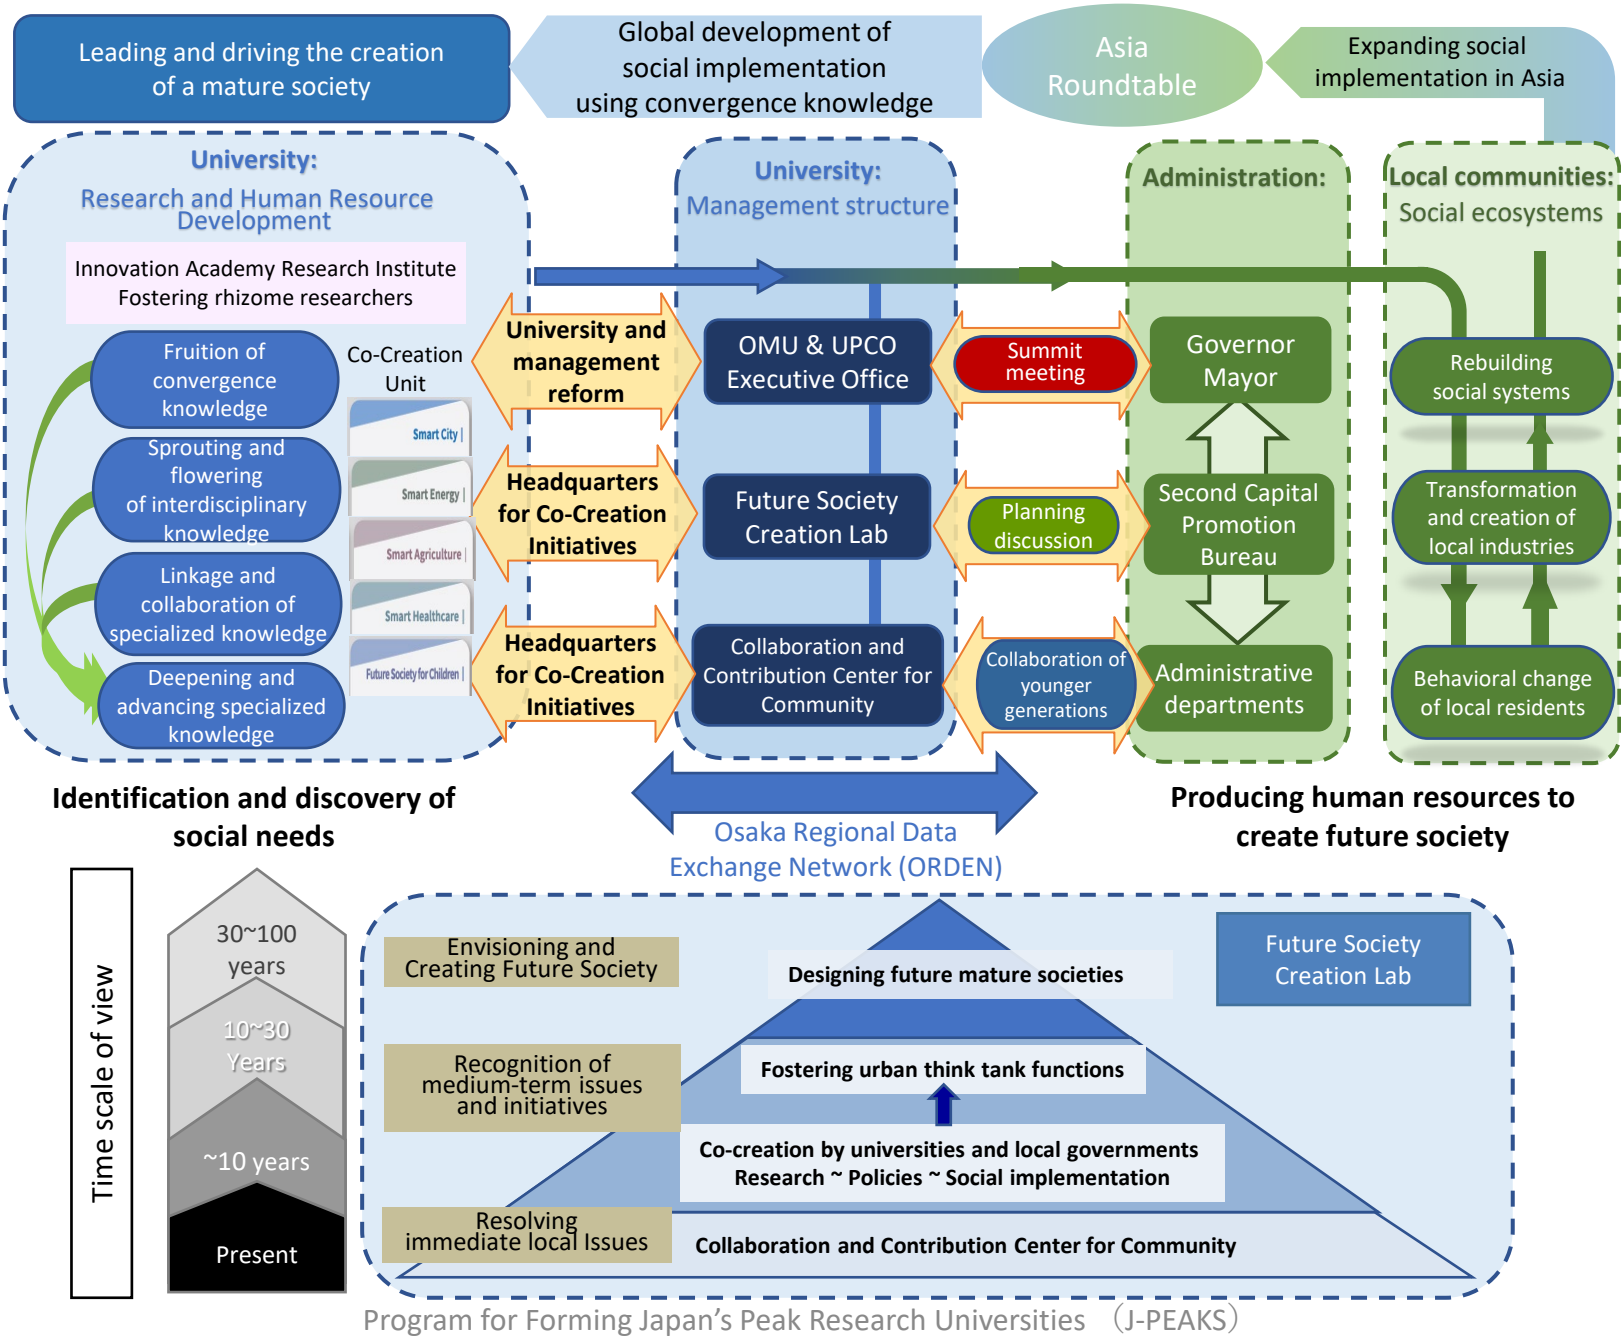 Leading and driving the creation
of a mature society
Global development of
social implementation
using convergence knowledge
Asia
Roundtable
Expanding social
implementation in Asia
University:
Research and Human Resource
Development
Innovation Academy Research Institute
Fostering rhizome researchers
Fruition of
convergence
knowledge
Sprouting and
flowering
of interdisciplinary
knowledge
Linkage and
collaboration of
specialized knowledge
Deepening and
advancing specialized
knowledge
Co-Creation
Unit
Smart City
Smart Energy
Smart Agriculture
Smart Healthcare
Future Society for Children
University and
management
reform
Headquarters
for Co-Creation
Initiatives
Headquarters
for Co-Creation
Initiatives
University:
Management structure
OMU & UPCO
Executive Office
Future Society
Creation Lab
Collaboration and
Contribution Center for
Community
Summit
meeting
Planning
discussion
Collaboration of
younger
generations
Administration:
Governor
Mayor
Second Capital
Promotion
Bureau
Administrative
departments
Local communities:
Social ecosystems
Rebuilding
social systems
Transformation
and creation of
local industries
Behavioral change
of local residents
Identification and discovery of
social needs
Osaka Regional Data
Exchange Network (ORDEN)
Producing human resources to
create future society
Time scale of view
30~100
years
10~30
Years
~10 years
Present
Envisioning and
Creating Future Society
Recognition of
medium-term issues
and initiatives
Resolving
immediate local Issues
Designing future mature societies
Fostering urban think tank functions
Co-creation by universities and local governments
Research ~ Policies ~ Social implementation
Collaboration and Contribution Center for Community
Future Society
Creation Lab
Program for Forming Japan's Peak Research Universities （J-PEAKS）